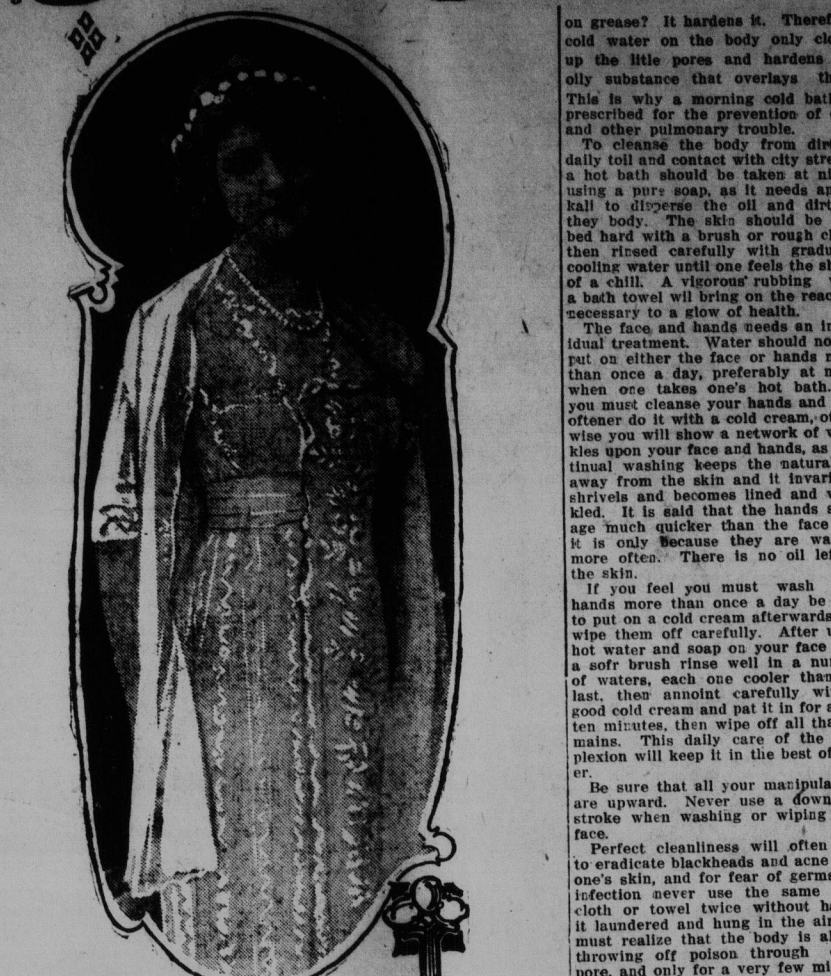 on grease? It hardens it. Theref
cold water on the body only clo
up the litle pores and hardens
oily substance that overlays th
This is why a morning cold bat
prescribed for the prevention of
and other pulmonary trouble.
To cleanse the body from dir
daily toil and contact with city stre
a hot bath should be taken at ni
using a pure soap, as it needs ap
kali to disperse the oil and dirt
they body. The skin should be
bed hard with a brush or rough cl
then rinsed carefully with gradu
cooling water until one feels the sl
of a chill. A vigorous rubbing
a bath towel wil bring on the reac
necessary to a glow of health.
The face and hands needs an in
idual treatment. Water should no
put on either the face or hands r
than once a day, preferably at n
when one takes one's hot bath.
you must cleanse your hands and
oftener do it with a cold cream, ot
wise you will show a network of w
kles upon your face and hands, as
tinual washing keeps the natura
away from the skin and it invari
shrivels and becomes lined and w
kled. It is said that the hands s
age much quicker than the face
it is only because they are wa
more often. There is no oil lef
the skin.
If you feel you must wash
hands more than once a day be
to put on a cold cream afterwards
wipe them off carefully. After u
hot water and soap on your face
a sofr brush rinse well in a nu
of waters, each one cooler than
last, then annoint carefully wi
good cold cream and pat it in for a
ten minutes, then wipe off all tha
mains. This daily care of the
plexion will keep it in the best of
er.
Be sure that all your manipula
are upward. Never use a down
stroke when washing or wiping
face.
Perfect cleanliness will often
to eradicate blackheads and acne
one's skin, and for fear of germs
infection never use the same
cloth or towel twice without ha
it laundered and hung in the air
must realize that the body is al
throwing off poison through
pore, and only for a very few mi